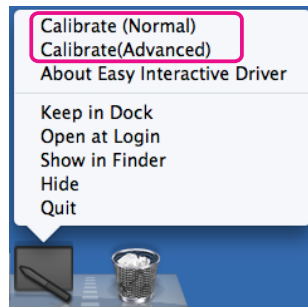 Calibrate (Normal)
Calibrate(Advanced)
About Easy Interactive Driver
Keep in Dock
Open at Login
Show in Finder
Hide
Quit